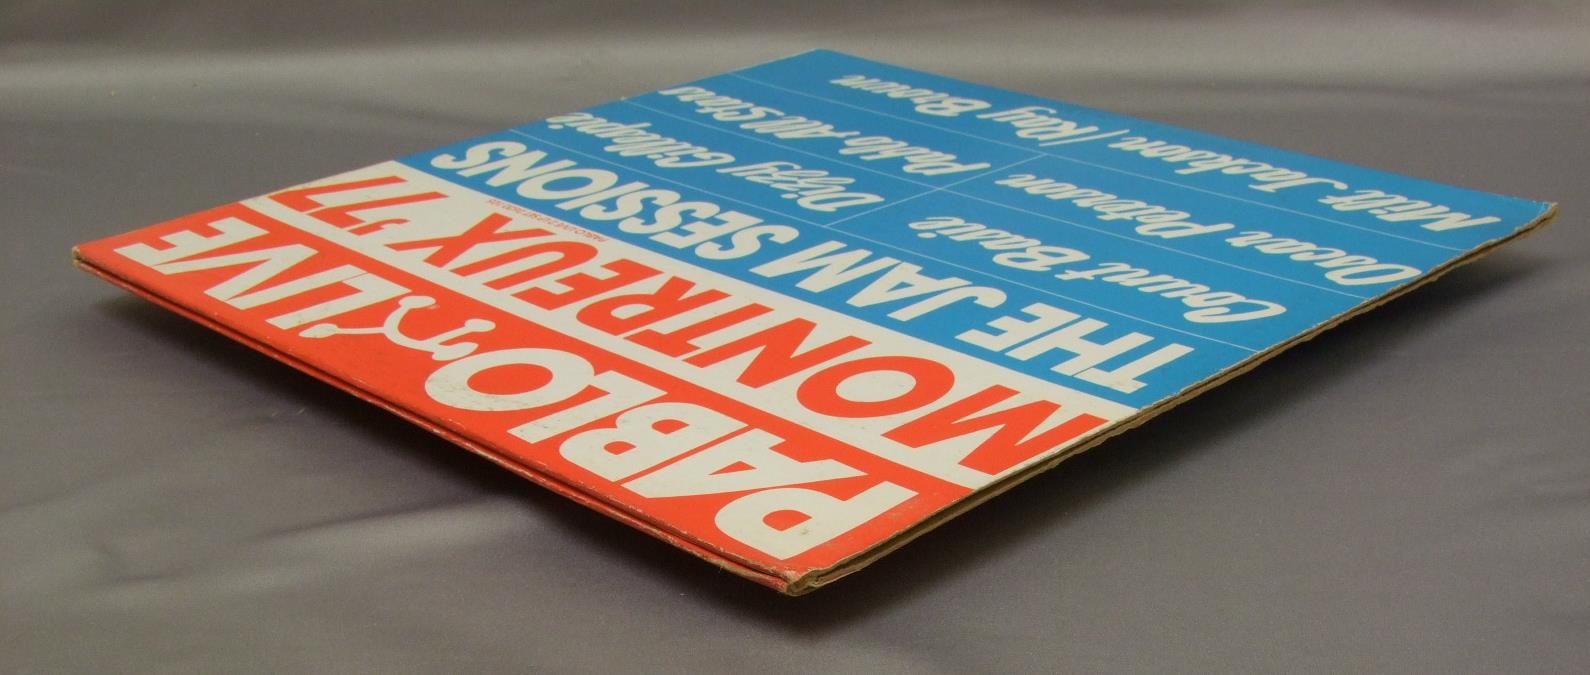 PABLO LIVE
MONTREUX '77
THE JAM SESSIONS
Count Basie Dizzy Gillespie
Oscar Peterson Pablo All Stars
Milt Jackson/Ray Brown